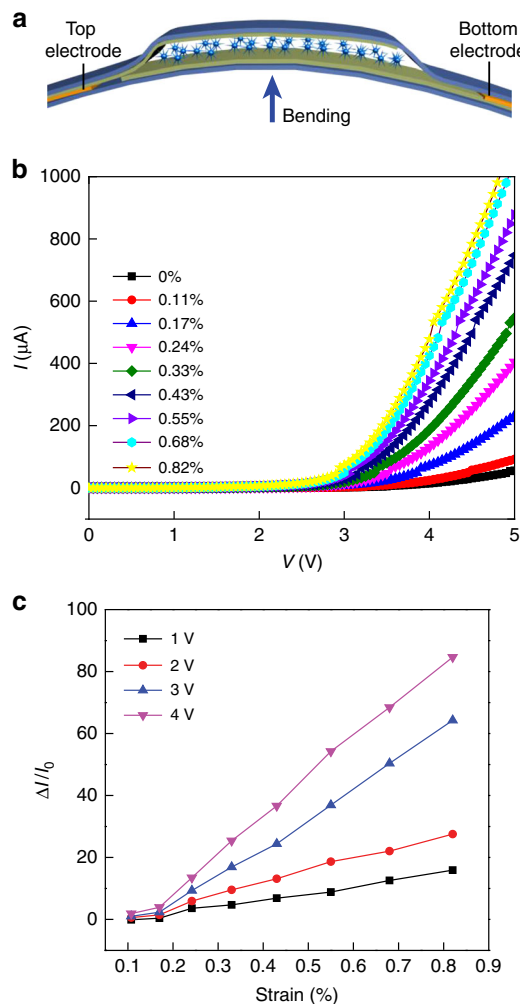 a
Top
electrode
Bottom
electrode
Bending
b
1000
800
600
400
200
0
I (μA)
0%
0.11%
0.17%
0.24%
0.33%
0.43%
0.55%
0.68%
0.82%
0 1 2 3 4 5
V (V)
c
100
80
60
40
20
0
ΔI/I₀
1 V
2 V
3 V
4 V
0.1 0.2 0.3 0.4 0.5 0.6 0.7 0.8 0.9
Strain (%)